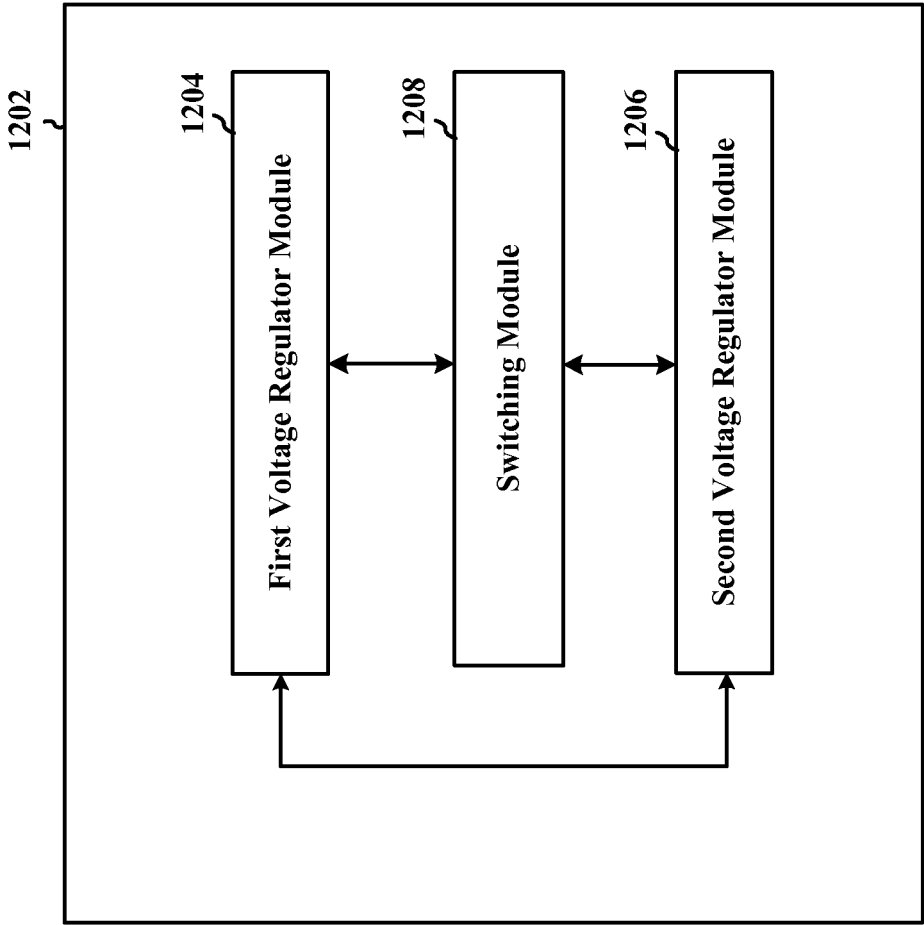 1202
1204
First Voltage Regulator Module
1208
Switching Module
1206
Second Voltage Regulator Module